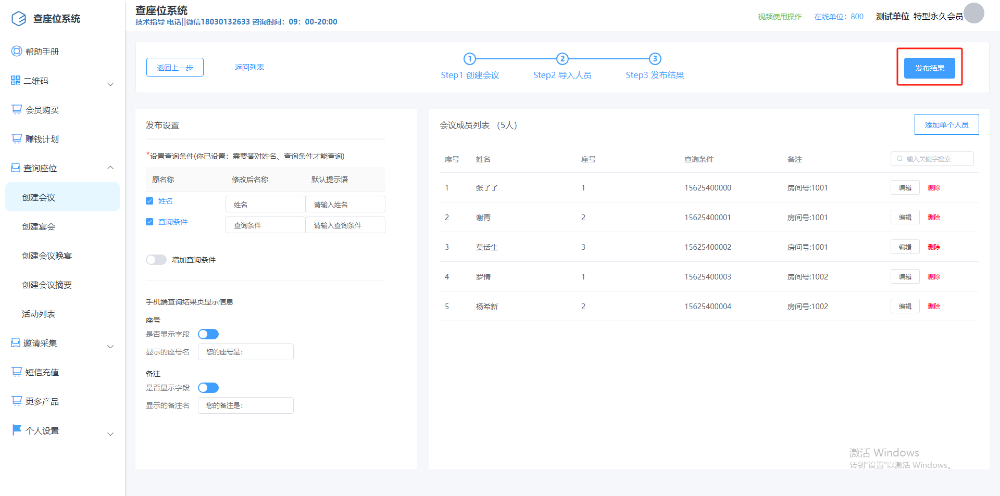 查座位系统
帮助手册
二维码
会员购买
赚钱计划
查询座位
创建会议
创建宴会
创建会议晚宴
创建会议摘要
活动列表
邀请采集
短信充值
更多产品
个人设置
查座位系统
技术指导 电话||微信18030132633 咨询时间：09：00-20:00
视频使用操作 在线单位：800 测试单位 特型永久会员
返回上一步 返回列表
1 2 3
Step1 创建会议 Step2 导入人员 Step3 发布结果
发布结果
发布设置
*设置查询条件(你已设置：需要答对姓名、查询条件才能查询)
原名称 修改后名称 默认提示语
姓名 姓名 请输入姓名
查询条件 查询条件 请输入查询条件
增加查询条件
手机端查询结果页显示信息
座号
是否显示字段
显示的座号名 您的座号是：
备注
是否显示字段
显示的备注名 您的备注是：
会议成员列表 （5人） 添加单个人员
序号 姓名 座号 查询条件 备注 输入关键字搜索
1 张了了 1 15625400000 房间号:1001 编辑 删除
2 谢青 2 15625400001 房间号:1001 编辑 删除
3 莫话生 3 15625400002 房间号:1001 编辑 删除
4 罗情 1 15625400003 房间号:1002 编辑 删除
5 杨希新 2 15625400004 房间号:1002 编辑 删除
激活 Windows
转到“设置”以激活 Windows。